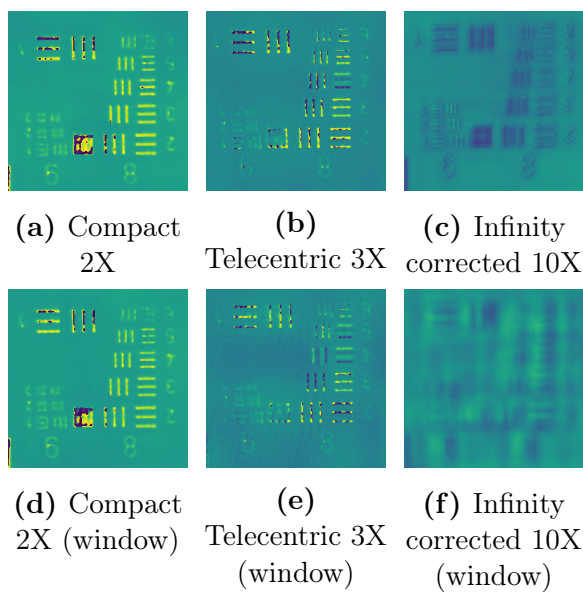 (a) Compact 2X
(b) Telecentric 3X
(c) Infinity corrected 10X
(d) Compact 2X (window)
(e) Telecentric 3X (window)
(f) Infinity corrected 10X (window)